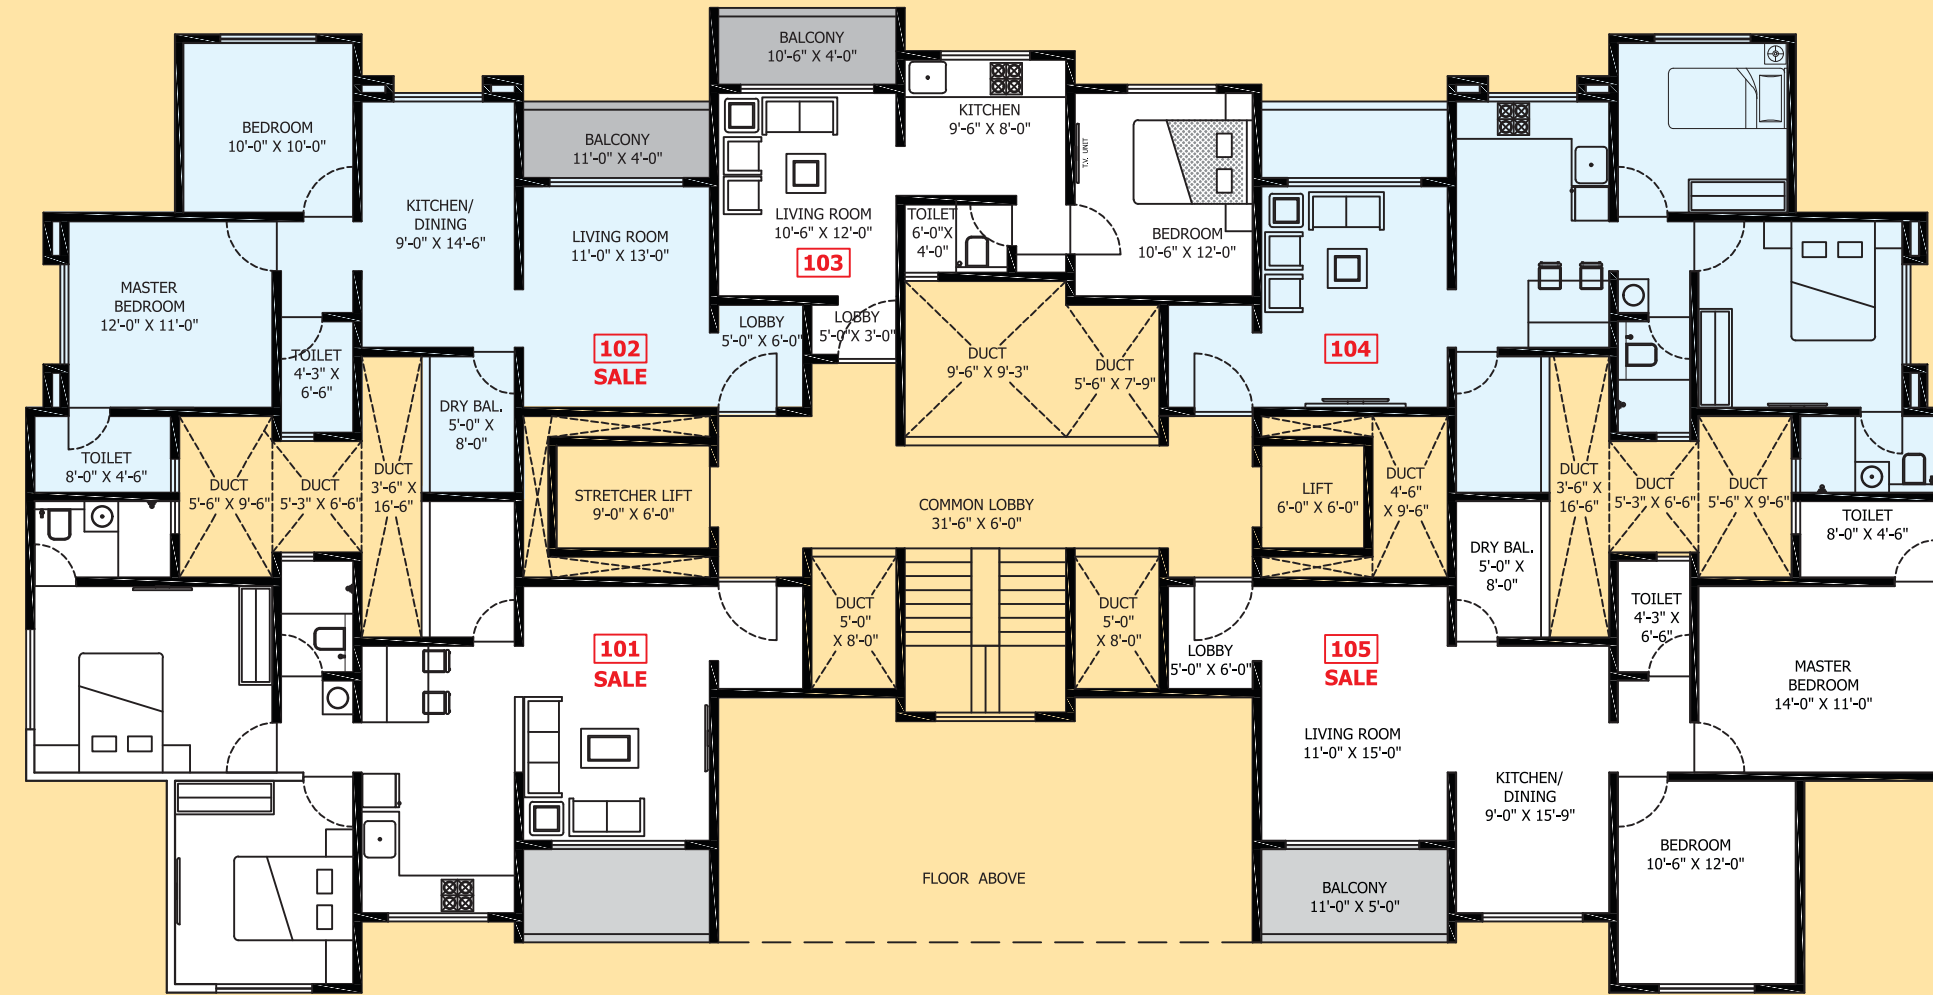 BALCONY
10'-6" X 4'-0"
BEDROOM
10'-0" X 10'-0"
KITCHEN/
DINING
9'-0" X 14'-6"
BALCONY
11'-0" X 4'-0"
LIVING ROOM
11'-0" X 13'-0"
KITCHEN
9'-6" X 8'-0"
T.V. UNIT
LIVING ROOM
10'-6" X 12'-0"
103
TOILET
6'-0"X
4'-0"
BEDROOM
10'-6" X 12'-0"
MASTER
BEDROOM
12'-0" X 11'-0"
TOILET
4'-3" X
6'-6"
102
SALE
LOBBY
5'-0" X 6'-0"
LOBBY
5'-0"X 3'-0"
DUCT
9'-6" X 9'-3"
DUCT
5'-6" X 7'-9"
104
DRY BAL.
5'-0" X
8'-0"
TOILET
8'-0" X 4'-6"
DUCT
5'-6" X 9'-6"
DUCT
5'-3" X 6'-6"
DUCT
3'-6" X
16'-6"
STRETCHER LIFT
9'-0" X 6'-0"
COMMON LOBBY
31'-6" X 6'-0"
LIFT
6'-0" X 6'-0"
DUCT
4'-6"
X 9'-6"
DUCT
3'-6" X
16'-6"
DUCT
5'-3" X 6'-6"
DUCT
5'-6" X 9'-6"
TOILET
8'-0" X 4'-6"
DRY BAL.
5'-0" X
8'-0"
TOILET
4'-3" X
6'-6"
101
SALE
DUCT
5'-0"
X 8'-0"
DUCT
5'-0"
X 8'-0"
LOBBY
5'-0" X 6'-0"
105
SALE
MASTER
BEDROOM
14'-0" X 11'-0"
LIVING ROOM
11'-0" X 15'-0"
KITCHEN/
DINING
9'-0" X 15'-9"
BEDROOM
10'-6" X 12'-0"
FLOOR ABOVE
BALCONY
11'-0" X 5'-0"